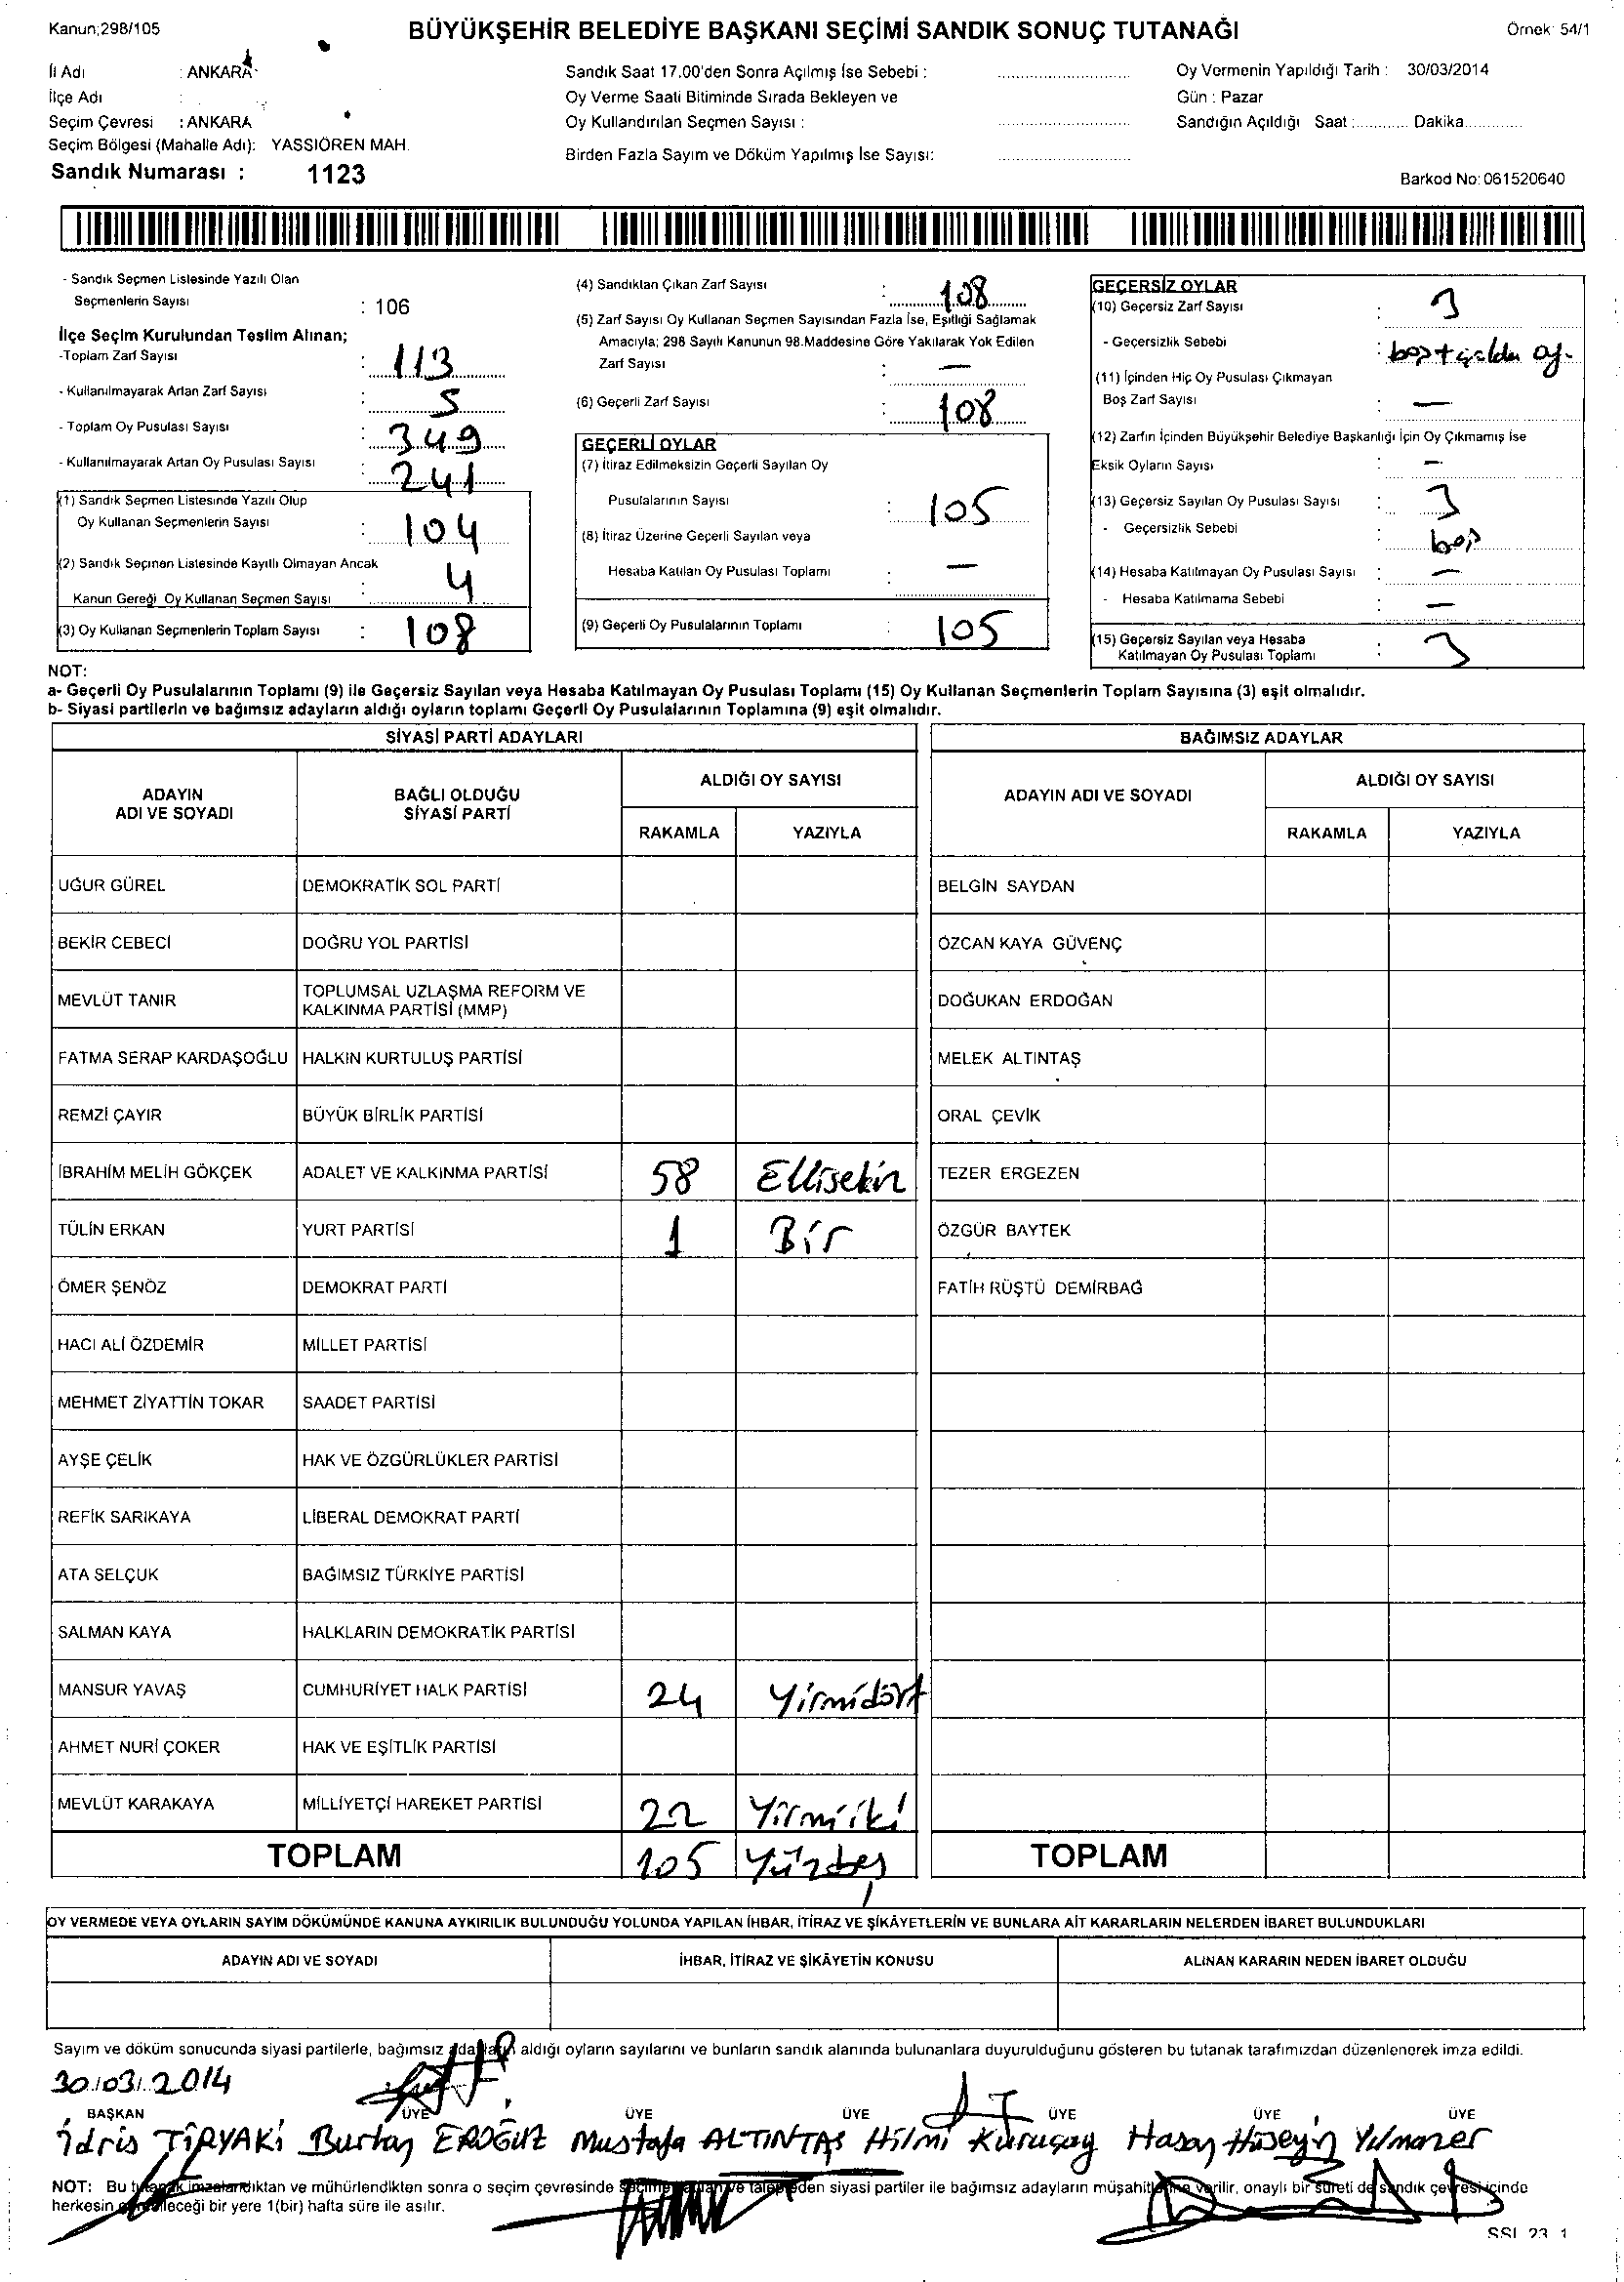 Kanun;298/105
BÜYÜKŞEHİR BELEDİYE BAŞKANI SEÇİMİ SANDIK SONUÇ TUTANAĞI
Örnek: 54/1
İl Adı : ANKARA
Sandık Saat 17.00'den Sonra Açılmış İse Sebebi :
Oy Vermenin Yapıldığı Tarih : 30/03/2014
İlçe Adı :
Oy Verme Saati Bitiminde Sırada Bekleyen ve
Gün : Pazar
Seçim Çevresi : ANKARA
Oy Kullandırılan Seçmen Sayısı :
Sandığın Açıldığı Saat :............ Dakika............
Seçim Bölgesi (Mahalle Adı): YASSIÖREN MAH.
Birden Fazla Sayım ve Döküm Yapılmış İse Sayısı:
Sandık Numarası : 1123
Barkod No: 061520640
- Sandık Seçmen Listesinde Yazılı Olan
Seçmenlerin Sayısı : 106
İlçe Seçim Kurulundan Teslim Alınan;
-Toplam Zarf Sayısı : 113
- Kullanılmayarak Artan Zarf Sayısı : 5
- Toplam Oy Pusulası Sayısı : 349
- Kullanılmayarak Artan Oy Pusulası Sayısı : 241
(1) Sandık Seçmen Listesinde Yazılı Olup
Oy Kullanan Seçmenlerin Sayısı : 104
(2) Sandık Seçmen Listesinde Kayıtlı Olmayan Ancak
Kanun Gereği Oy Kullanan Seçmen Sayısı : 4
(3) Oy Kullanan Seçmenlerin Toplam Sayısı : 108
(4) Sandıktan Çıkan Zarf Sayısı : 108
(5) Zarf Sayısı Oy Kullanan Seçmen Sayısından Fazla İse, Eşitliği Sağlamak
Amacıyla; 298 Sayılı Kanunun 98.Maddesine Göre Yakılarak Yok Edilen
Zarf Sayısı : —
(6) Geçerli Zarf Sayısı : 108
GEÇERLİ OYLAR
(7) İtiraz Edilmeksizin Geçerli Sayılan Oy
Pusulalarının Sayısı : 105
(8) İtiraz Üzerine Geçerli Sayılan veya
Hesaba Katılan Oy Pusulası Toplamı : —
(9) Geçerli Oy Pusulalarının Toplamı : 105
GEÇERSİZ OYLAR
(10) Geçersiz Zarf Sayısı : 3
- Geçersizlik Sebebi : boş+
(11) İçinden Hiç Oy Pusulası Çıkmayan
Boş Zarf Sayısı : —
(12) Zarfın İçinden Büyükşehir Belediye Başkanlığı İçin Oy Çıkmamış İse
Eksik Oyların Sayısı : —
(13) Geçersiz Sayılan Oy Pusulası Sayısı : 3
- Geçersizlik Sebebi : boş
(14) Hesaba Katılmayan Oy Pusulası Sayısı : —
- Hesaba Katılmama Sebebi : —
(15) Geçersiz Sayılan veya Hesaba
Katılmayan Oy Pusulası Toplamı : 3
NOT:
a- Geçerli Oy Pusulalarının Toplamı (9) ile Geçersiz Sayılan veya Hesaba Katılmayan Oy Pusulası Toplamı (15) Oy Kullanan Seçmenlerin Toplam Sayısına (3) eşit olmalıdır.
b- Siyasi partilerin ve bağımsız adayların aldığı oyların toplamı Geçerli Oy Pusulalarının Toplamına (9) eşit olmalıdır.
SİYASİ PARTİ ADAYLARI
ADAYIN
ADI VE SOYADI
BAĞLI OLDUĞU
SİYASİ PARTİ
ALDIĞI OY SAYISI
RAKAMLA YAZIYLA
UĞUR GÜREL DEMOKRATİK SOL PARTİ
BEKİR CEBECİ DOĞRU YOL PARTİSİ
MEVLÜT TANIR TOPLUMSAL UZLAŞMA REFORM VE
KALKINMA PARTİSİ (MMP)
FATMA SERAP KARDAŞOĞLU HALKIN KURTULUŞ PARTİSİ
REMZİ ÇAYIR BÜYÜK BİRLİK PARTİSİ
İBRAHİM MELİH GÖKÇEK ADALET VE KALKINMA PARTİSİ 58 Ellisekiz
TÜLİN ERKAN YURT PARTİSİ 1 Bir
ÖMER ŞENÖZ DEMOKRAT PARTİ
HACI ALİ ÖZDEMİR MİLLET PARTİSİ
MEHMET ZİYATTİN TOKAR SAADET PARTİSİ
AYŞE ÇELİK HAK VE ÖZGÜRLÜKLER PARTİSİ
REFİK SARIKAYA LİBERAL DEMOKRAT PARTİ
ATA SELÇUK BAĞIMSIZ TÜRKİYE PARTİSİ
SALMAN KAYA HALKLARIN DEMOKRATİK PARTİSİ
MANSUR YAVAŞ CUMHURİYET HALK PARTİSİ 24 Yirmidört
AHMET NURİ ÇOKER HAK VE EŞİTLİK PARTİSİ
MEVLÜT KARAKAYA MİLLİYETÇİ HAREKET PARTİSİ 22 Yirmiiki
TOPLAM 105 Yüzbeş
BAĞIMSIZ ADAYLAR
ADAYIN ADI VE SOYADI
ALDIĞI OY SAYISI
RAKAMLA YAZIYLA
BELGİN SAYDAN
ÖZCAN KAYA GÜVENÇ
DOĞUKAN ERDOĞAN
MELEK ALTINTAŞ
ORAL ÇEVİK
TEZER ERGEZEN
ÖZGÜR BAYTEK
FATİH RÜŞTÜ DEMİRBAĞ
TOPLAM
OY VERMEDE VEYA OYLARIN SAYIM DÖKÜMÜNDE KANUNA AYKIRILIK BULUNDUĞU YOLUNDA YAPILAN İHBAR, İTİRAZ VE ŞİKÂYETLERİN VE BUNLARA AİT KARARLARIN NELERDEN İBARET BULUNDUKLARI
ADAYIN ADI VE SOYADI İHBAR, İTİRAZ VE ŞİKÂYETİN KONUSU ALINAN KARARIN NEDEN İBARET OLDUĞU
Sayım ve döküm sonucunda siyasi partilerle, bağımsız adayların aldığı oyların sayılarını ve bunların sandık alanında bulunanlara duyurulduğunu gösteren bu tutanak tarafımızdan düzenlenerek imza edildi.
30/03/2014
BAŞKAN ÜYE ÜYE ÜYE ÜYE ÜYE ÜYE
İdris TİRYAKİ Burhan EROĞUZ Mustafa ALTINTAŞ Hilmi Kuruçay Hasan Hüseyin Yılmazer
NOT: Bu tutanak imzalandıktan ve mühürlendikten sonra o seçim çevresinde seçime katılan ve talep eden siyasi partiler ile bağımsız adayların müşahitlerine verilir, onaylı bir sureti de sandık çevresi içinde
herkesin görebileceği bir yere 1(bir) hafta süre ile asılır.